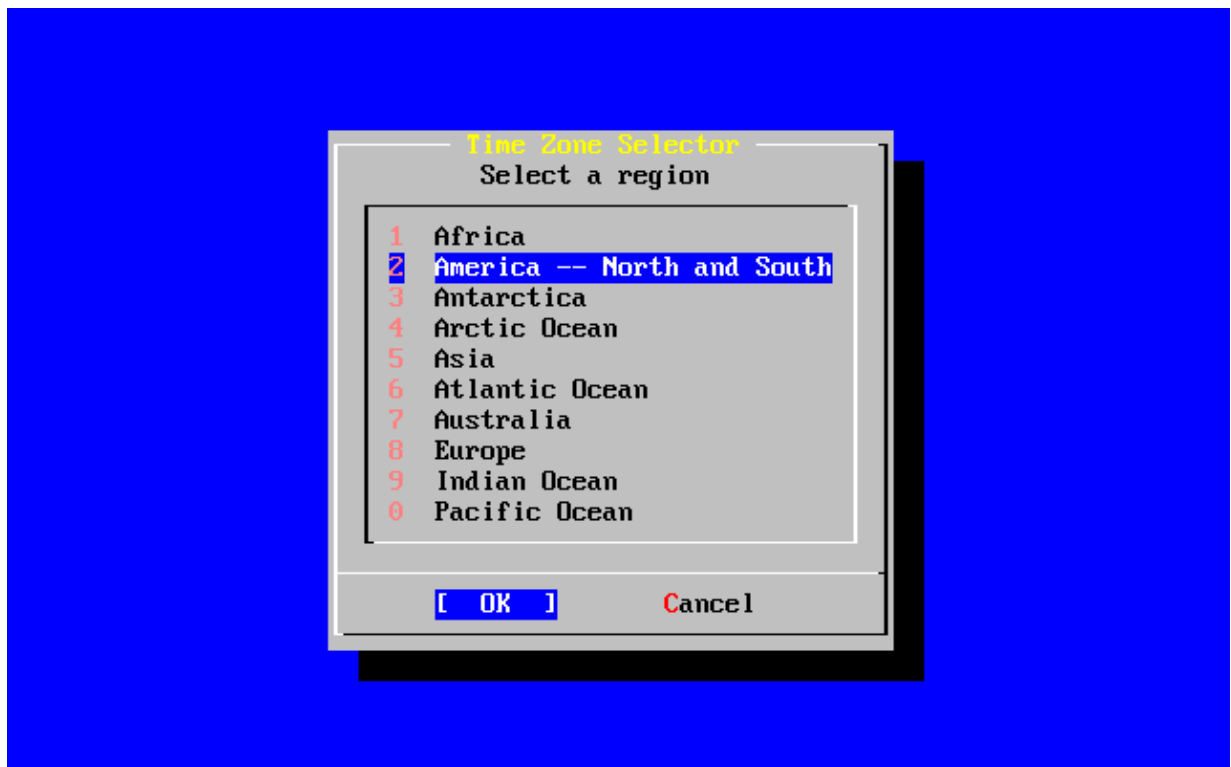 Time Zone Selector
Select a region
1 Africa
2 America -- North and South
3 Antarctica
4 Arctic Ocean
5 Asia
6 Atlantic Ocean
7 Australia
8 Europe
9 Indian Ocean
0 Pacific Ocean
[ OK ] Cancel